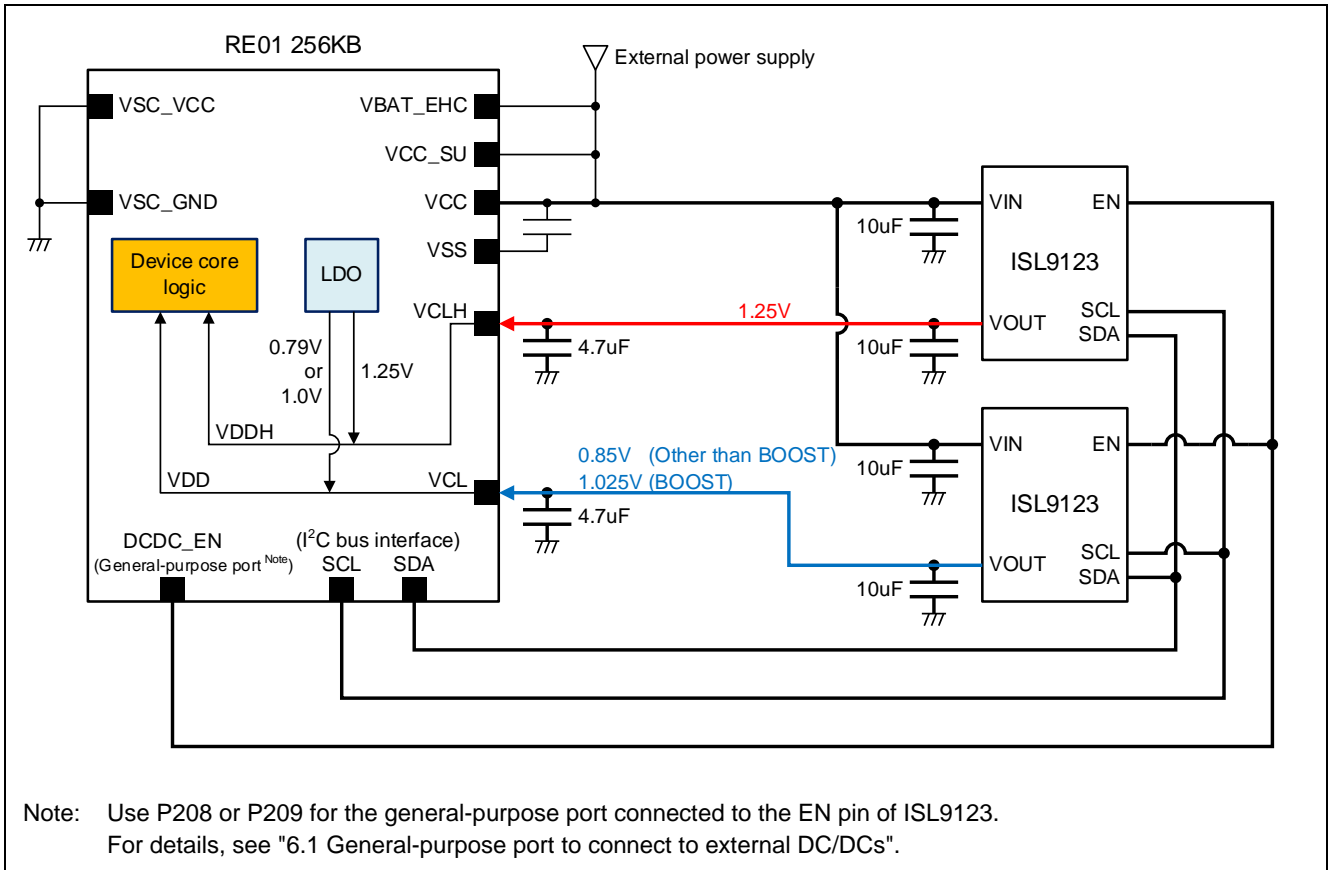 RE01 256KB
External power supply
VSC_VCC
VBAT_EHC
VCC_SU
VSC_GND
VCC
VIN
EN
10uF
VSS
Device core
logic
LDO
ISL9123
VCLH
1.25V
VOUT
SCL
SDA
4.7uF
10uF
0.79V
or
1.0V
1.25V
VDDH
VIN
EN
0.85V (Other than BOOST)
10uF
VDD
VCL
1.025V (BOOST)
ISL9123
4.7uF
DCDC_EN
(I2C bus interface)
(General-purpose port Note)
SCL
SDA
VOUT
SCL
SDA
10uF
Note: Use P208 or P209 for the general-purpose port connected to the EN pin of ISL9123.
For details, see "6.1 General-purpose port to connect to external DC/DCs".